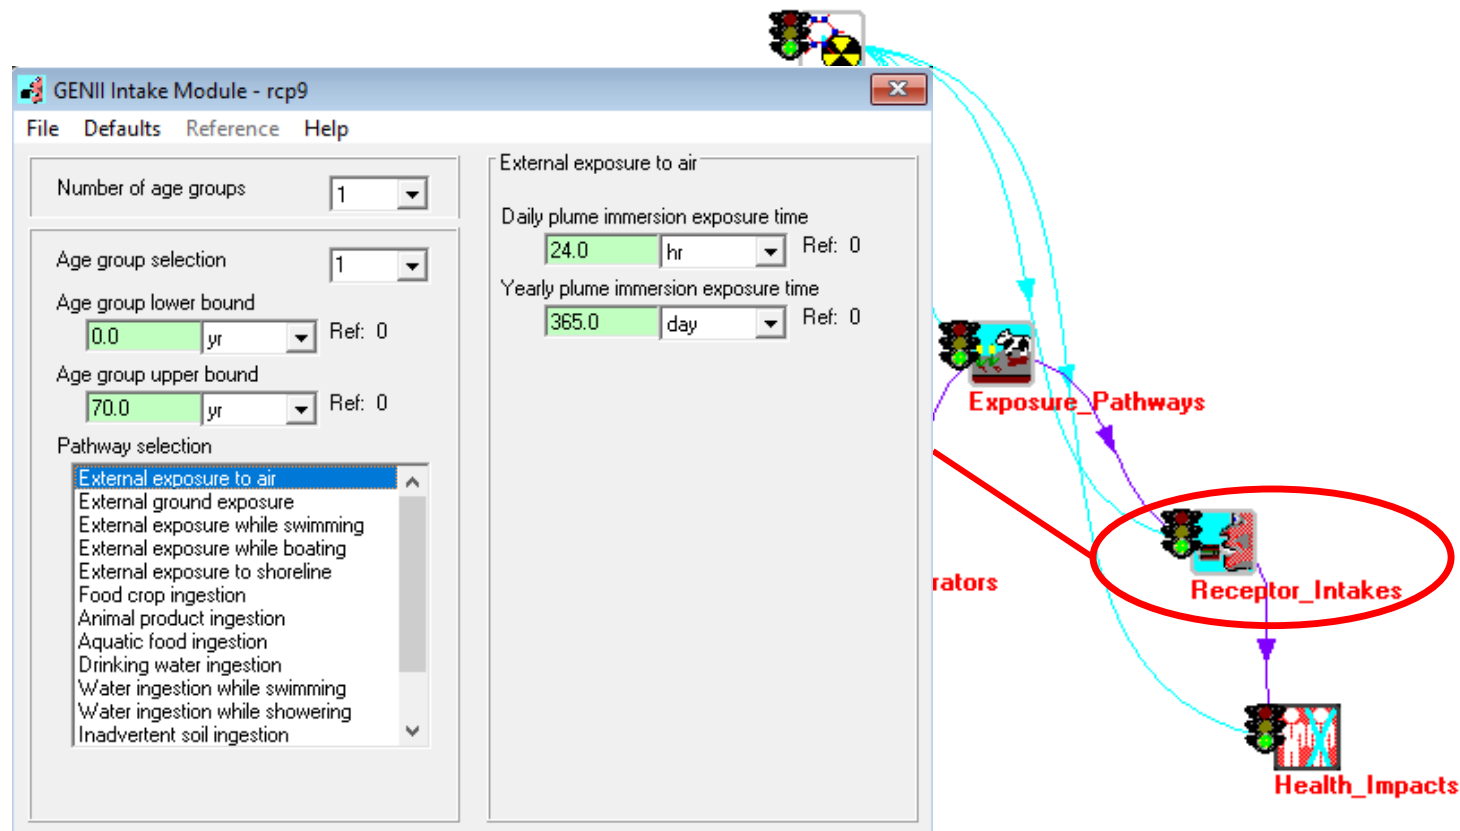 GENII Intake Module - rcp9
File Defaults Reference Help
Number of age groups
1
Age group selection
1
Age group lower bound
0.0 yr Ref: 0
Age group upper bound
70.0 yr Ref: 0
Pathway selection
External exposure to air
External ground exposure
External exposure while swimming
External exposure while boating
External exposure to shoreline
Food crop ingestion
Animal product ingestion
Aquatic food ingestion
Drinking water ingestion
Water ingestion while swimming
Water ingestion while showering
Inadvertent soil ingestion
External exposure to air
Daily plume immersion exposure time
24.0 hr Ref: 0
Yearly plume immersion exposure time
365.0 day Ref: 0
Exposure_Pathways
rators
Receptor_Intakes
Health_Impacts